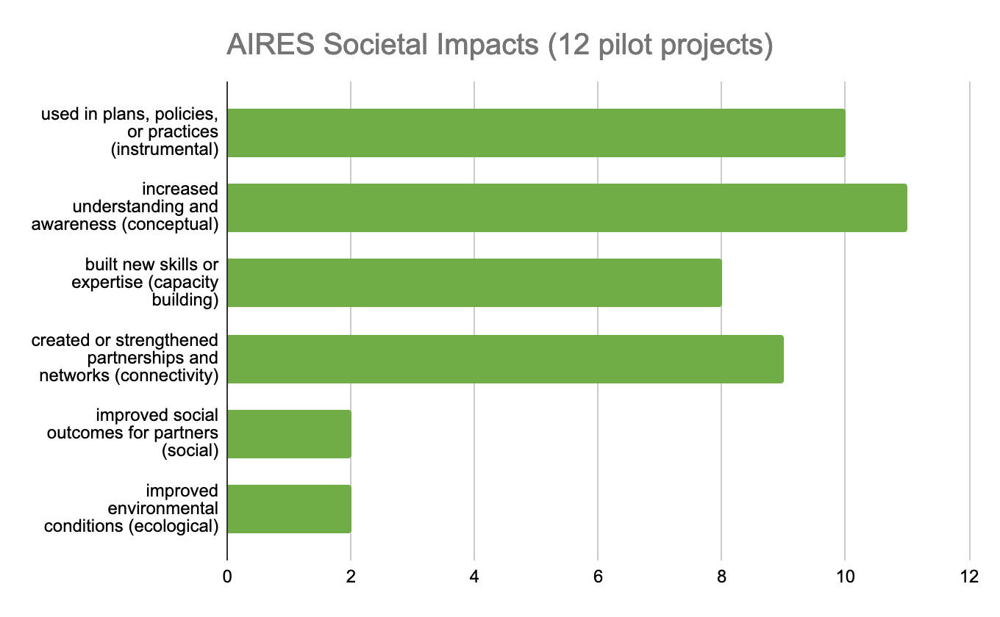 AIRES Societal Impacts (12 pilot projects)
used in plans, policies,
or practices
(instrumental)
increased
understanding and
awareness (conceptual)
built new skills or
expertise (capacity
building)
created or strengthened
partnerships and
networks (connectivity)
improved social
outcomes for partners
(social)
improved
environmental
conditions (ecological)
0 2 4 6 8 10 12